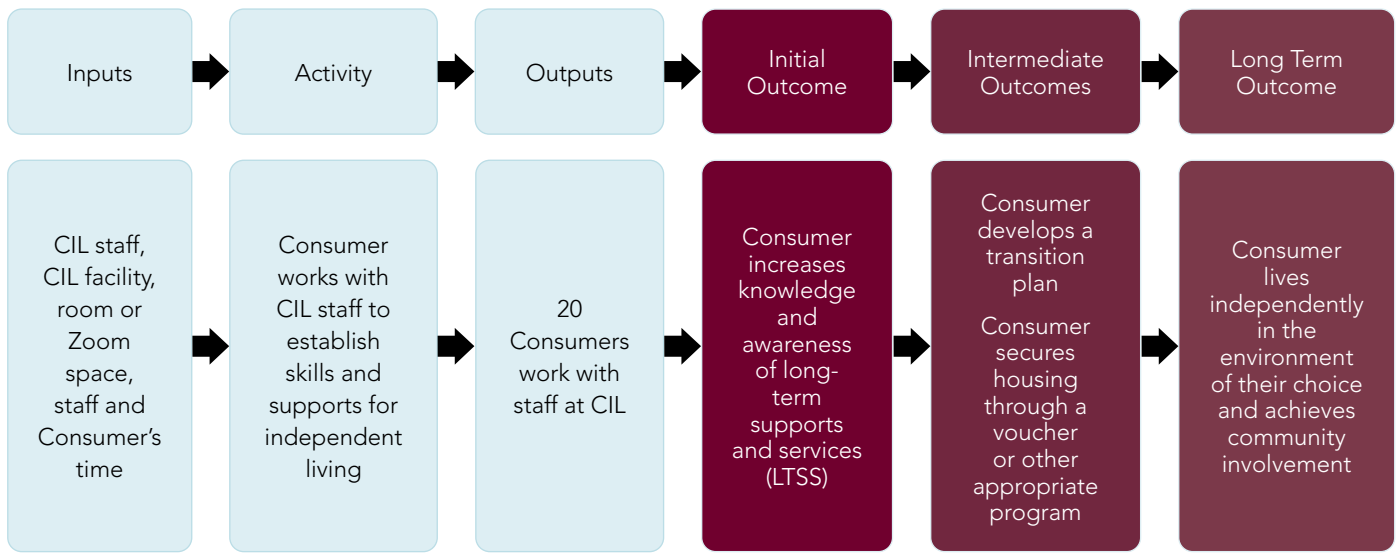 Inputs
Activity
Outputs
Initial
Outcome
Intermediate
Outcomes
Long Term
Outcome
CIL staff,
CIL facility,
room or
Zoom
space,
staff and
Consumer’s
time
Consumer
works with
CIL staff to
establish
skills and
supports for
independent
living
20
Consumers
work with
staff at CIL
Consumer
increases
knowledge
and
awareness
of long-
term
supports
and services
(LTSS)
Consumer
develops a
transition
plan
Consumer
secures
housing
through a
voucher
or other
appropriate
program
Consumer
lives
independently
in the
environment
of their choice
and achieves
community
involvement